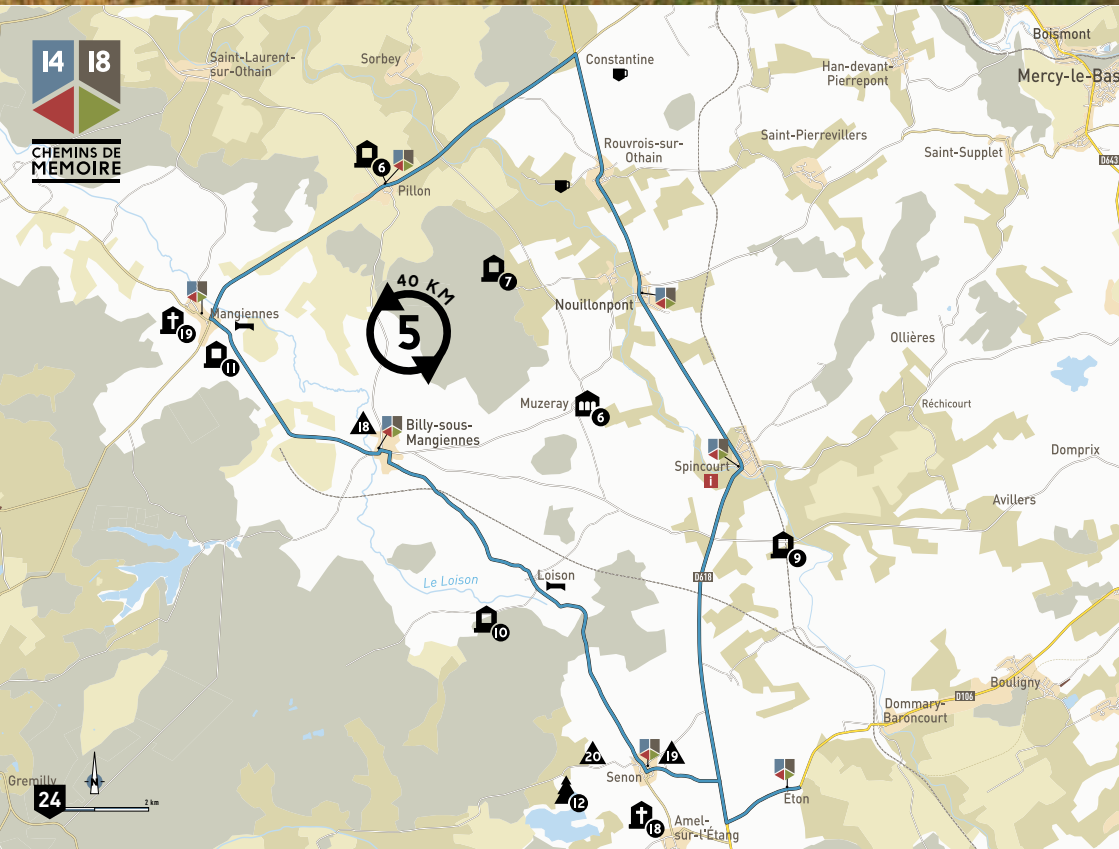 14 18
CHEMINS DE
MEMOIRE
Saint-Laurent-
sur-Othain
Sorbey
Constantine
Han-devant-
Pierrepont
Boismont
Mercy-le-Bas
D643
Saint-Pierrevillers
Saint-Supplet
Rouvrois-sur-
Othain
6
Pillon
7
40 KM
5
Nouillonpont
Mangiennes
19
11
Ollières
Réchicourt
Muzeray
6
18
Billy-sous-
Mangiennes
Spincourt
i
Domprix
Avillers
9
D618
Loison
Le Loison
10
Bouligny
D106
Dommary-
Baroncourt
20
19
Senon
12
18
Amel-
sur-l'Étang
Éton
Gremilly
N
24
2 km